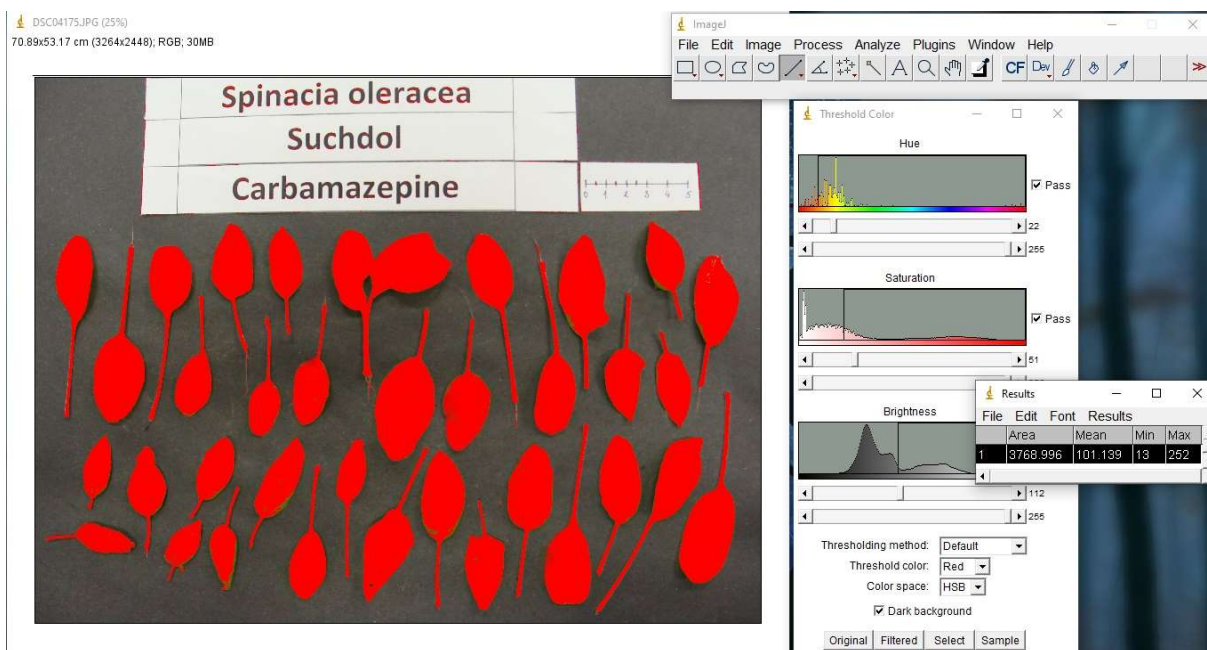 DSC04175.JPG (25%)
70.89x53.17 cm (3264x2448); RGB; 30MB
Spinacia oleracea
Suchdol
Carbamazepine
0 1 2 3 4 5
ImageJ
File Edit Image Process Analyze Plugins Window Help
CF Dev
Threshold Color
Hue
Pass
22
255
Saturation
Pass
51
Brightness
112
255
Thresholding method: Default
Threshold color: Red
Color space: HSB
Dark background
Original Filtered Select Sample
Results
File Edit Font Results
Area Mean Min Max
1 3768.996 101.139 13 252